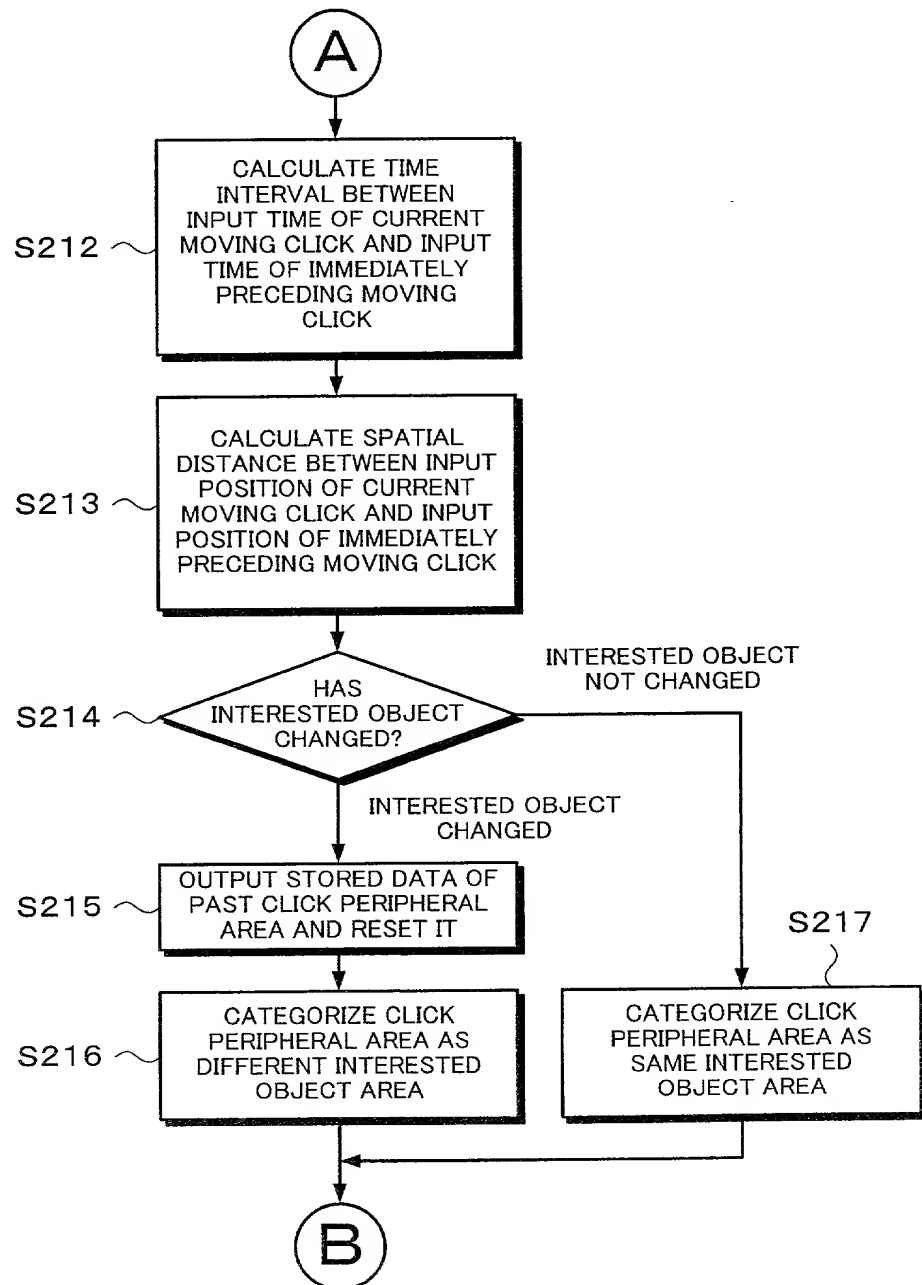 A
S212
CALCULATE TIME
INTERVAL BETWEEN
INPUT TIME OF CURRENT
MOVING CLICK AND INPUT
TIME OF IMMEDIATELY
PRECEDING MOVING
CLICK
S213
CALCULATE SPATIAL
DISTANCE BETWEEN INPUT
POSITION OF CURRENT
MOVING CLICK AND INPUT
POSITION OF IMMEDIATELY
PRECEDING MOVING CLICK
S214
HAS
INTERESTED OBJECT
CHANGED?
INTERESTED OBJECT
NOT CHANGED
INTERESTED OBJECT
CHANGED
S215
OUTPUT STORED DATA OF
PAST CLICK PERIPHERAL
AREA AND RESET IT
S216
CATEGORIZE CLICK
PERIPHERAL AREA AS
DIFFERENT INTERESTED
OBJECT AREA
S217
CATEGORIZE CLICK
PERIPHERAL AREA AS
SAME INTERESTED
OBJECT AREA
B